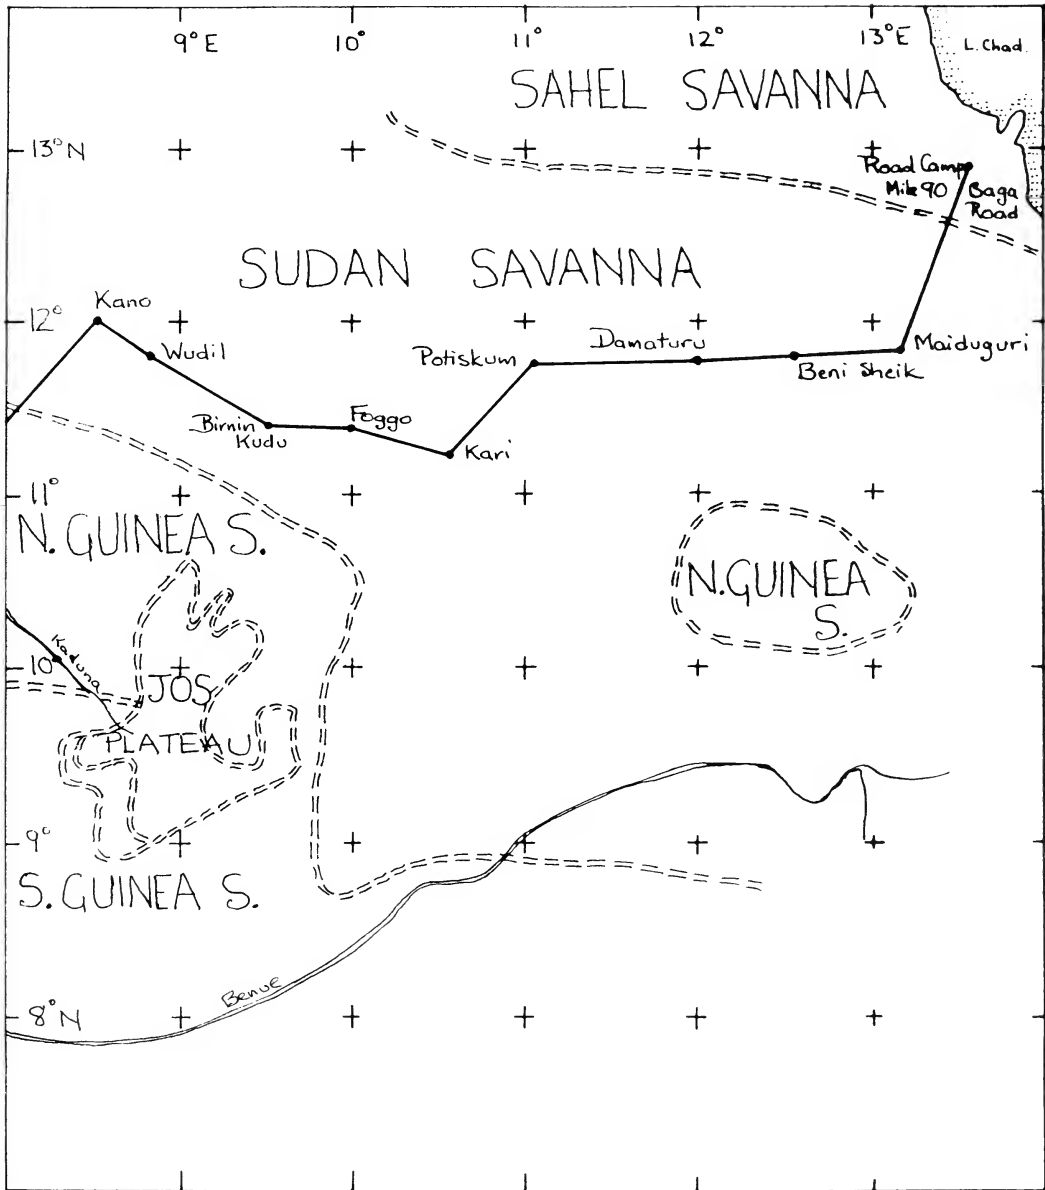 9° E
10°
11°
12°
13° E
L. Chad.
SAHEL SAVANNA
13° N
Road Camp
Mile 90
Baga
Road
SUDAN SAVANNA
Kano
12°
Wudil
Potiskum
Damaturu
Beni Sheik
Maiduguri
Birnin
Kudu
Foggo
Kari
11°
N. GUINEA S.
N. GUINEA
S.
Kaduna
10°
JOS
PLATEAU
9°
S. GUINEA S.
Benue
8° N